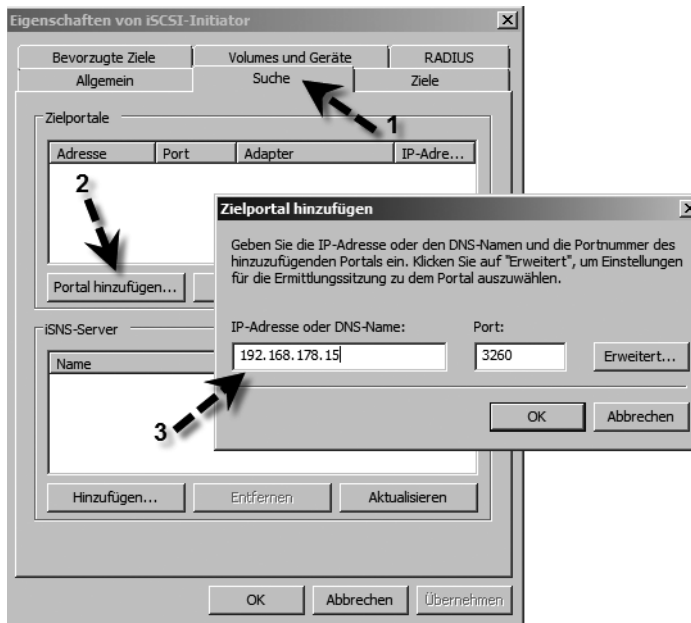 Eigenschaften von iSCSI-Initiator
Bevorzugte Ziele Volumes und Geräte RADIUS
Allgemein Suche Ziele
1
Zielportale
Adresse Port Adapter IP-Adre...
2
Portal hinzufügen...
Zielportal hinzufügen
Geben Sie die IP-Adresse oder den DNS-Namen und die Portnummer des
hinzuzufügenden Portals ein. Klicken Sie auf "Erweitert", um Einstellungen
für die Ermittlungssitzung zu dem Portal auszuwählen.
IP-Adresse oder DNS-Name: Port:
192.168.178.15 3260 Erweitert...
3
OK Abbrechen
iSNS-Server
Name
Hinzufügen... Entfernen Aktualisieren
OK Abbrechen Übernehmen